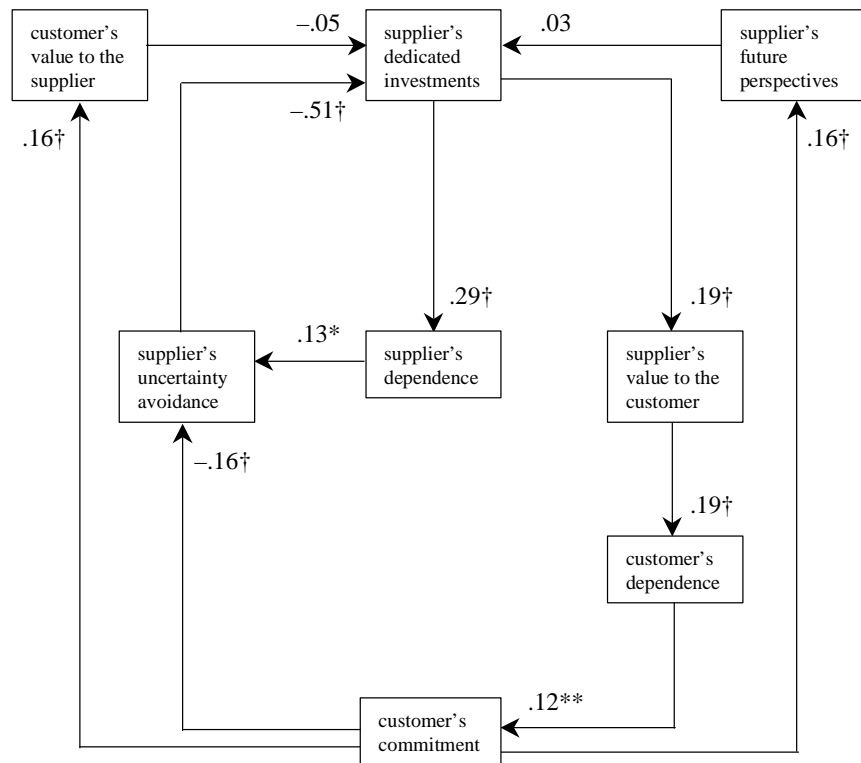 customer’s
value to the
supplier
–.05
supplier’s
dedicated
investments
.03
supplier’s
future
perspectives
.16†
–.51†
.16†
.29†
.19†
supplier’s
uncertainty
avoidance
.13*
supplier’s
dependence
supplier’s
value to the
customer
–.16†
.19†
customer’s
dependence
.12**
customer’s
commitment